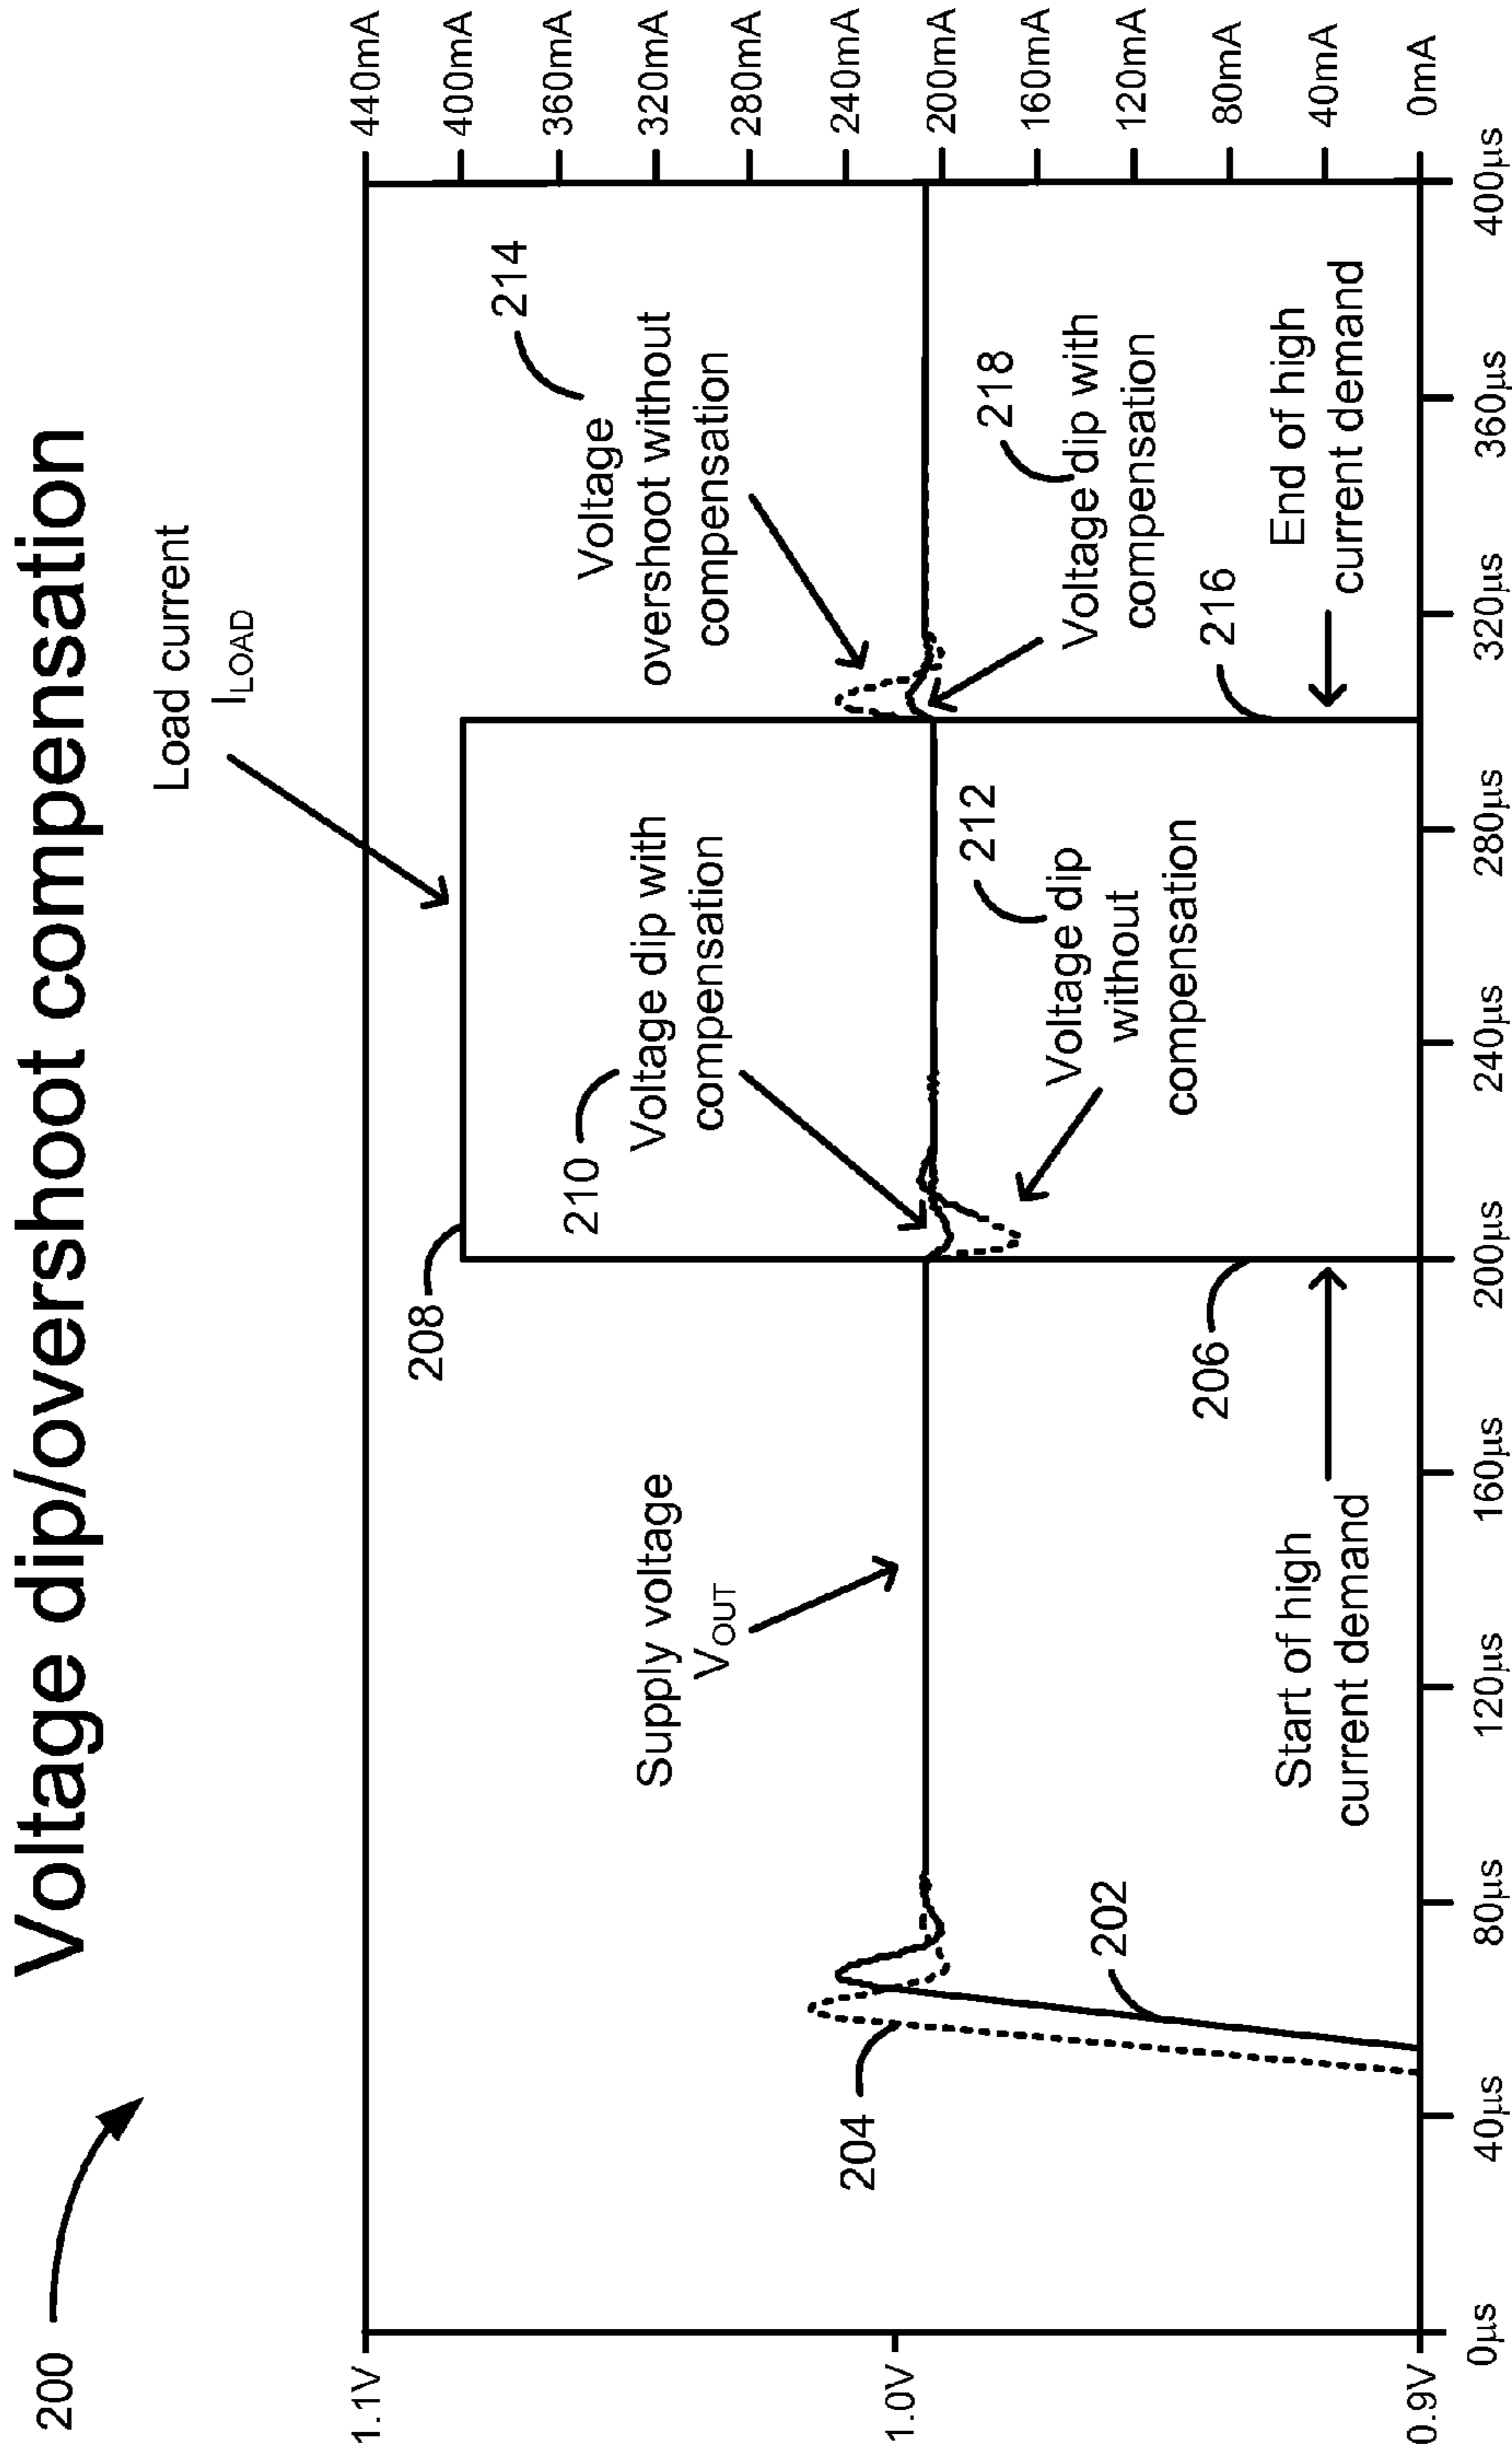 200
Voltage dip/overshoot compensation
Load current
I_LOAD
1.1V
1.0V
0.9V
440mA
400mA
360mA
320mA
280mA
240mA
200mA
160mA
120mA
80mA
40mA
0mA
208
210
Voltage dip with
compensation
Voltage
overshoot without
compensation
214
Supply voltage
V_OUT
204
202
212
Voltage dip
without
compensation
218
Voltage dip with
compensation
206
216
Start of high
current demand
End of high
current demand
0μs
40μs
80μs
120μs
160μs
200μs
240μs
280μs
320μs
360μs
400μs